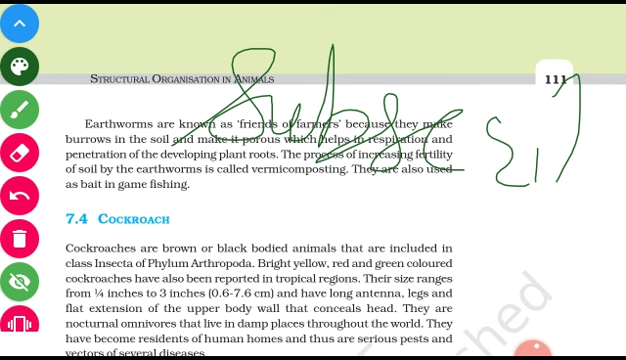 STRUCTURAL ORGANISATION IN ANIMALS
111
Earthworms are known as 'friends of farmers' because they make
burrows in the soil and make it porous which helps in respiration and
penetration of the developing plant roots. The process of increasing fertility
of soil by the earthworms is called vermicomposting. They are also used
as bait in game fishing.
7.4 COCKROACH
Cockroaches are brown or black bodied animals that are included in
class Insecta of Phylum Arthropoda. Bright yellow, red and green coloured
cockroaches have also been reported in tropical regions. Their size ranges
from ¼ inches to 3 inches (0.6-7.6 cm) and have long antenna, legs and
flat extension of the upper body wall that conceals head. They are
nocturnal omnivores that live in damp places throughout the world. They
have become residents of human homes and thus are serious pests and
vectors of several diseases.